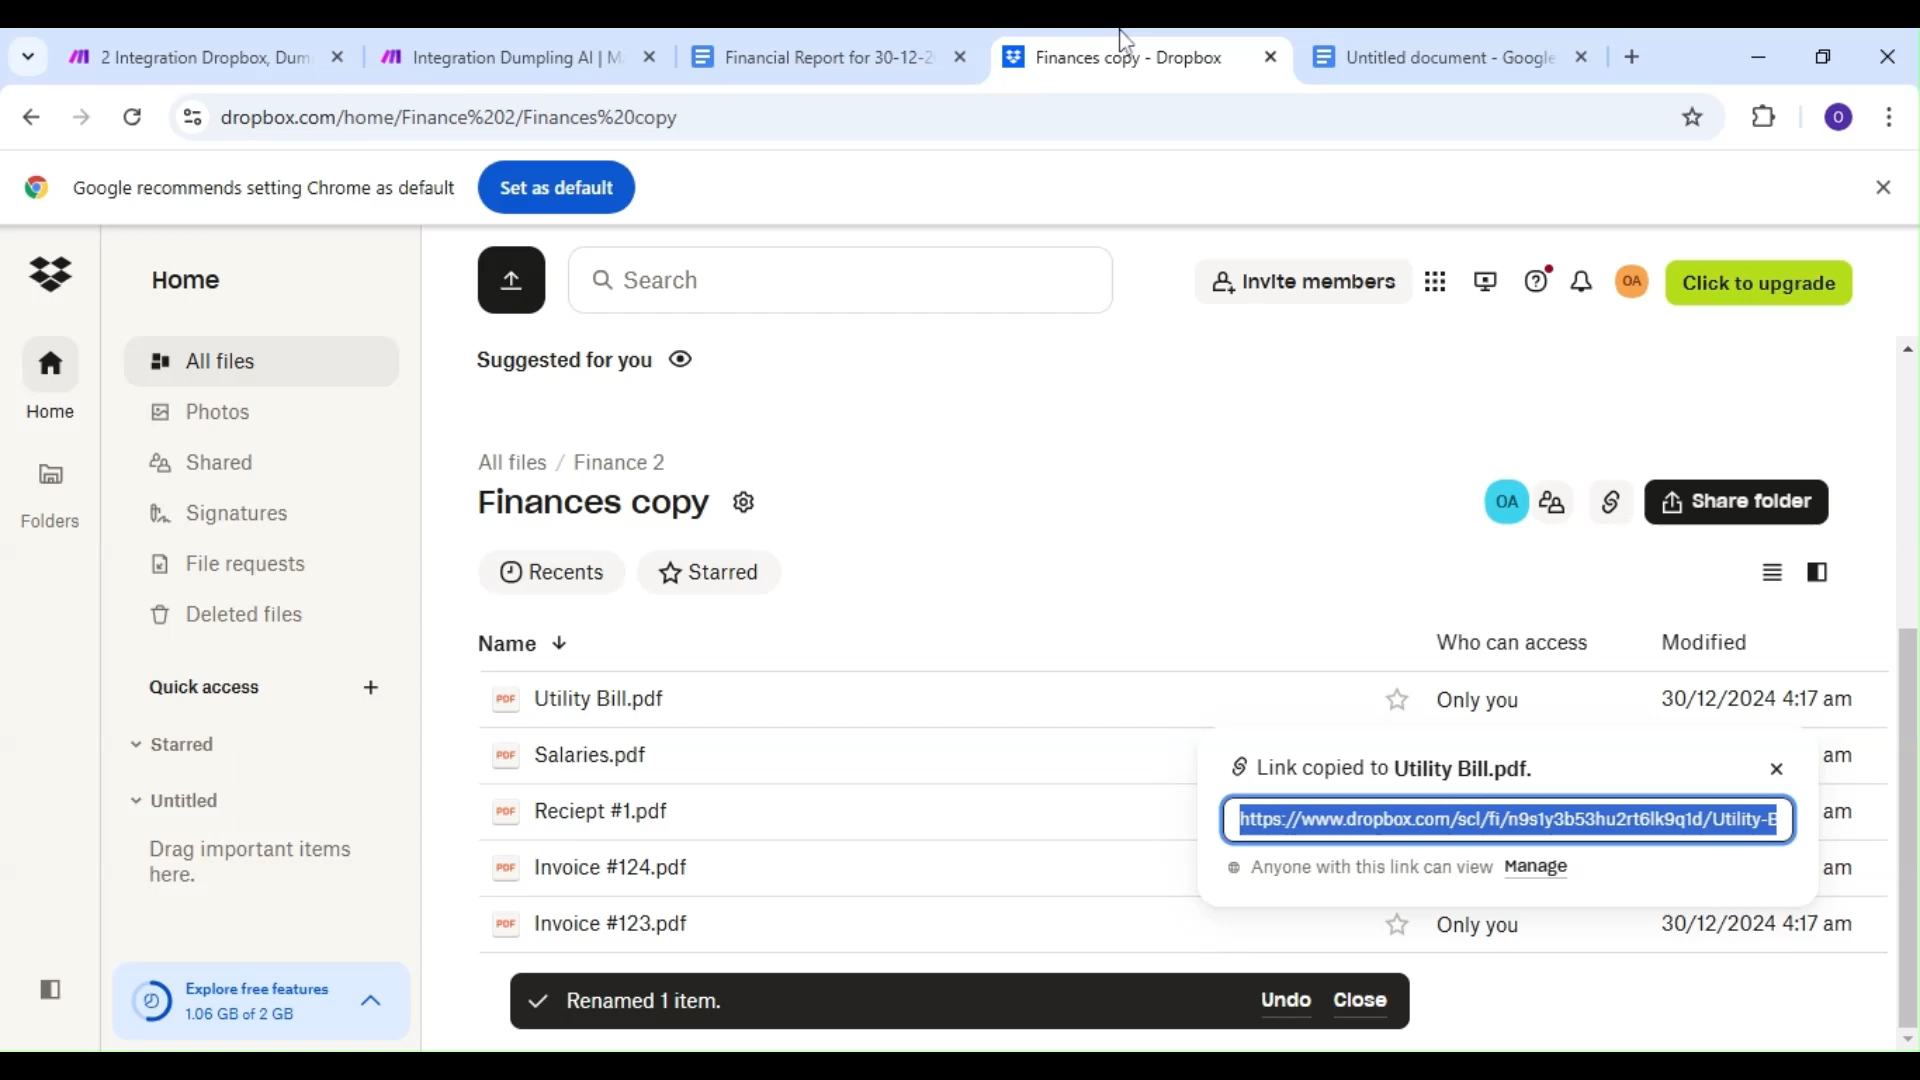 2 Integration Dropbox, Dum
Integration Dumpling AI | M
Financial Report for 30-12-2
Finances copy - Dropbox
Untitled document - Google
dropbox.com/home/Finance%202/Finances%20copy
O
Google recommends setting Chrome as default
Set as default
Home
Search
Invite members
OA
Click to upgrade
Home
Folders
All files
Photos
Shared
Signatures
File requests
Deleted files
Quick access
Starred
Untitled
Drag important items
here.
Explore free features
1.06 GB of 2 GB
Suggested for you
All files / Finance 2
Finances copy
OA
Share folder
Recents
Starred
Name
Who can access
Modified
PDF Utility Bill.pdf
Only you
30/12/2024 4:17 am
PDF Salaries.pdf
am
PDF Reciept #1.pdf
am
PDF Invoice #124.pdf
am
PDF Invoice #123.pdf
Only you
30/12/2024 4:17 am
Link copied to Utility Bill.pdf.
https://www.dropbox.com/scl/fi/n9s1y3b53hu2rt6lk9q1d/Utility-B
Anyone with this link can view Manage
Renamed 1 item.
Undo
Close